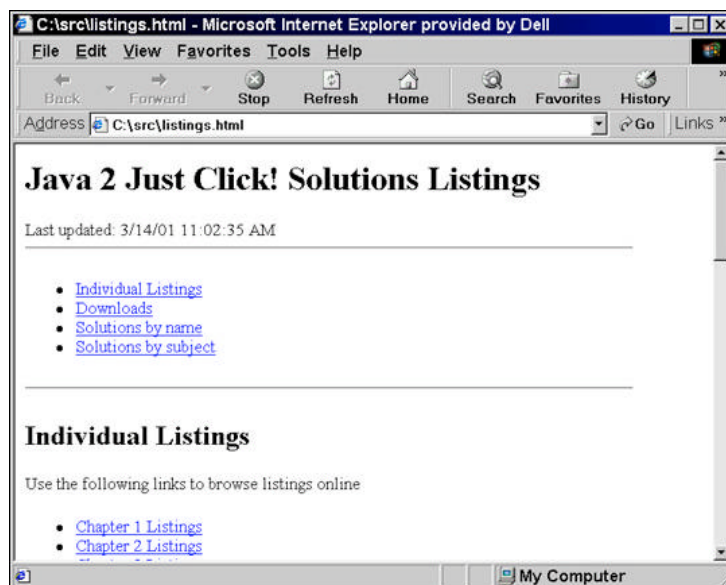 C:\src\listings.html - Microsoft Internet Explorer provided by Dell
File Edit View Favorites Tools Help
Back Forward Stop Refresh Home Search Favorites History »
Address C:\src\listings.html Go Links »
Java 2 Just Click! Solutions Listings
Last updated: 3/14/01 11:02:35 AM
Individual Listings
Downloads
Solutions by name
Solutions by subject
Individual Listings
Use the following links to browse listings online
Chapter 1 Listings
Chapter 2 Listings
My Computer